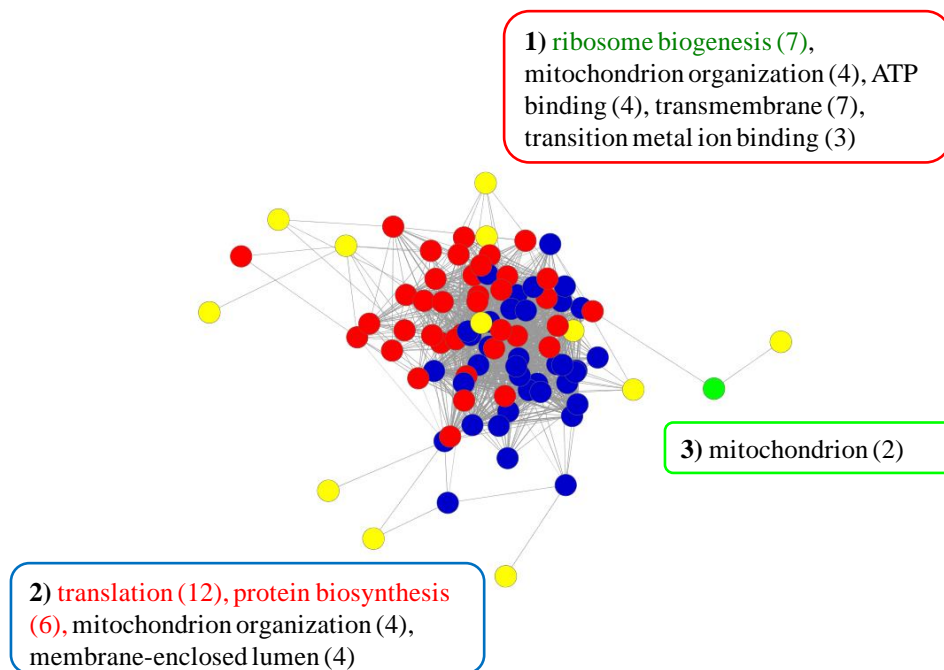 1) ribosome biogenesis (7),
mitochondrion organization (4), ATP
binding (4), transmembrane (7),
transition metal ion binding (3)
3) mitochondrion (2)
2) translation (12), protein biosynthesis
(6), mitochondrion organization (4),
membrane-enclosed lumen (4)